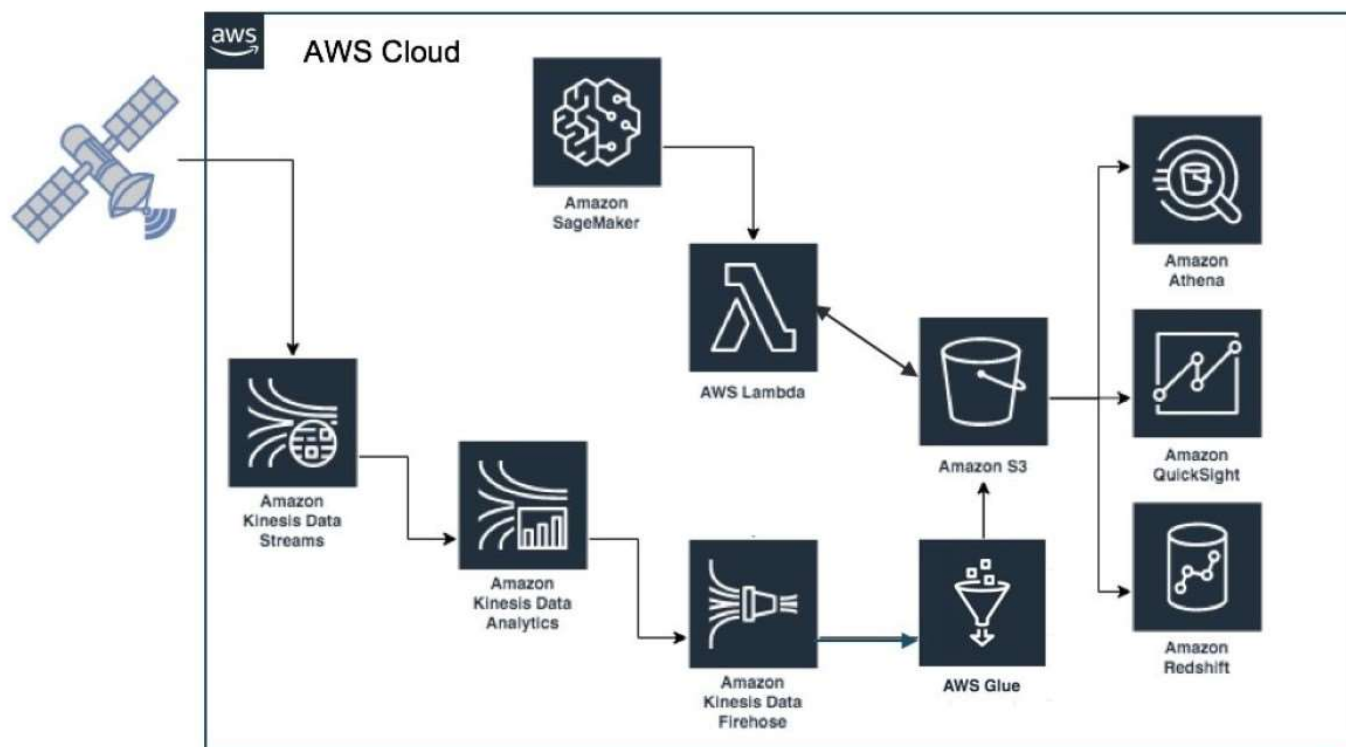 aws
AWS Cloud
Amazon
SageMaker
Amazon
Athena
AWS Lambda
Amazon S3
Amazon
QuickSight
Amazon
Kinesis Data
Streams
Amazon
Kinesis Data
Analytics
Amazon
Kinesis Data
Firehose
AWS Glue
Amazon
Redshift